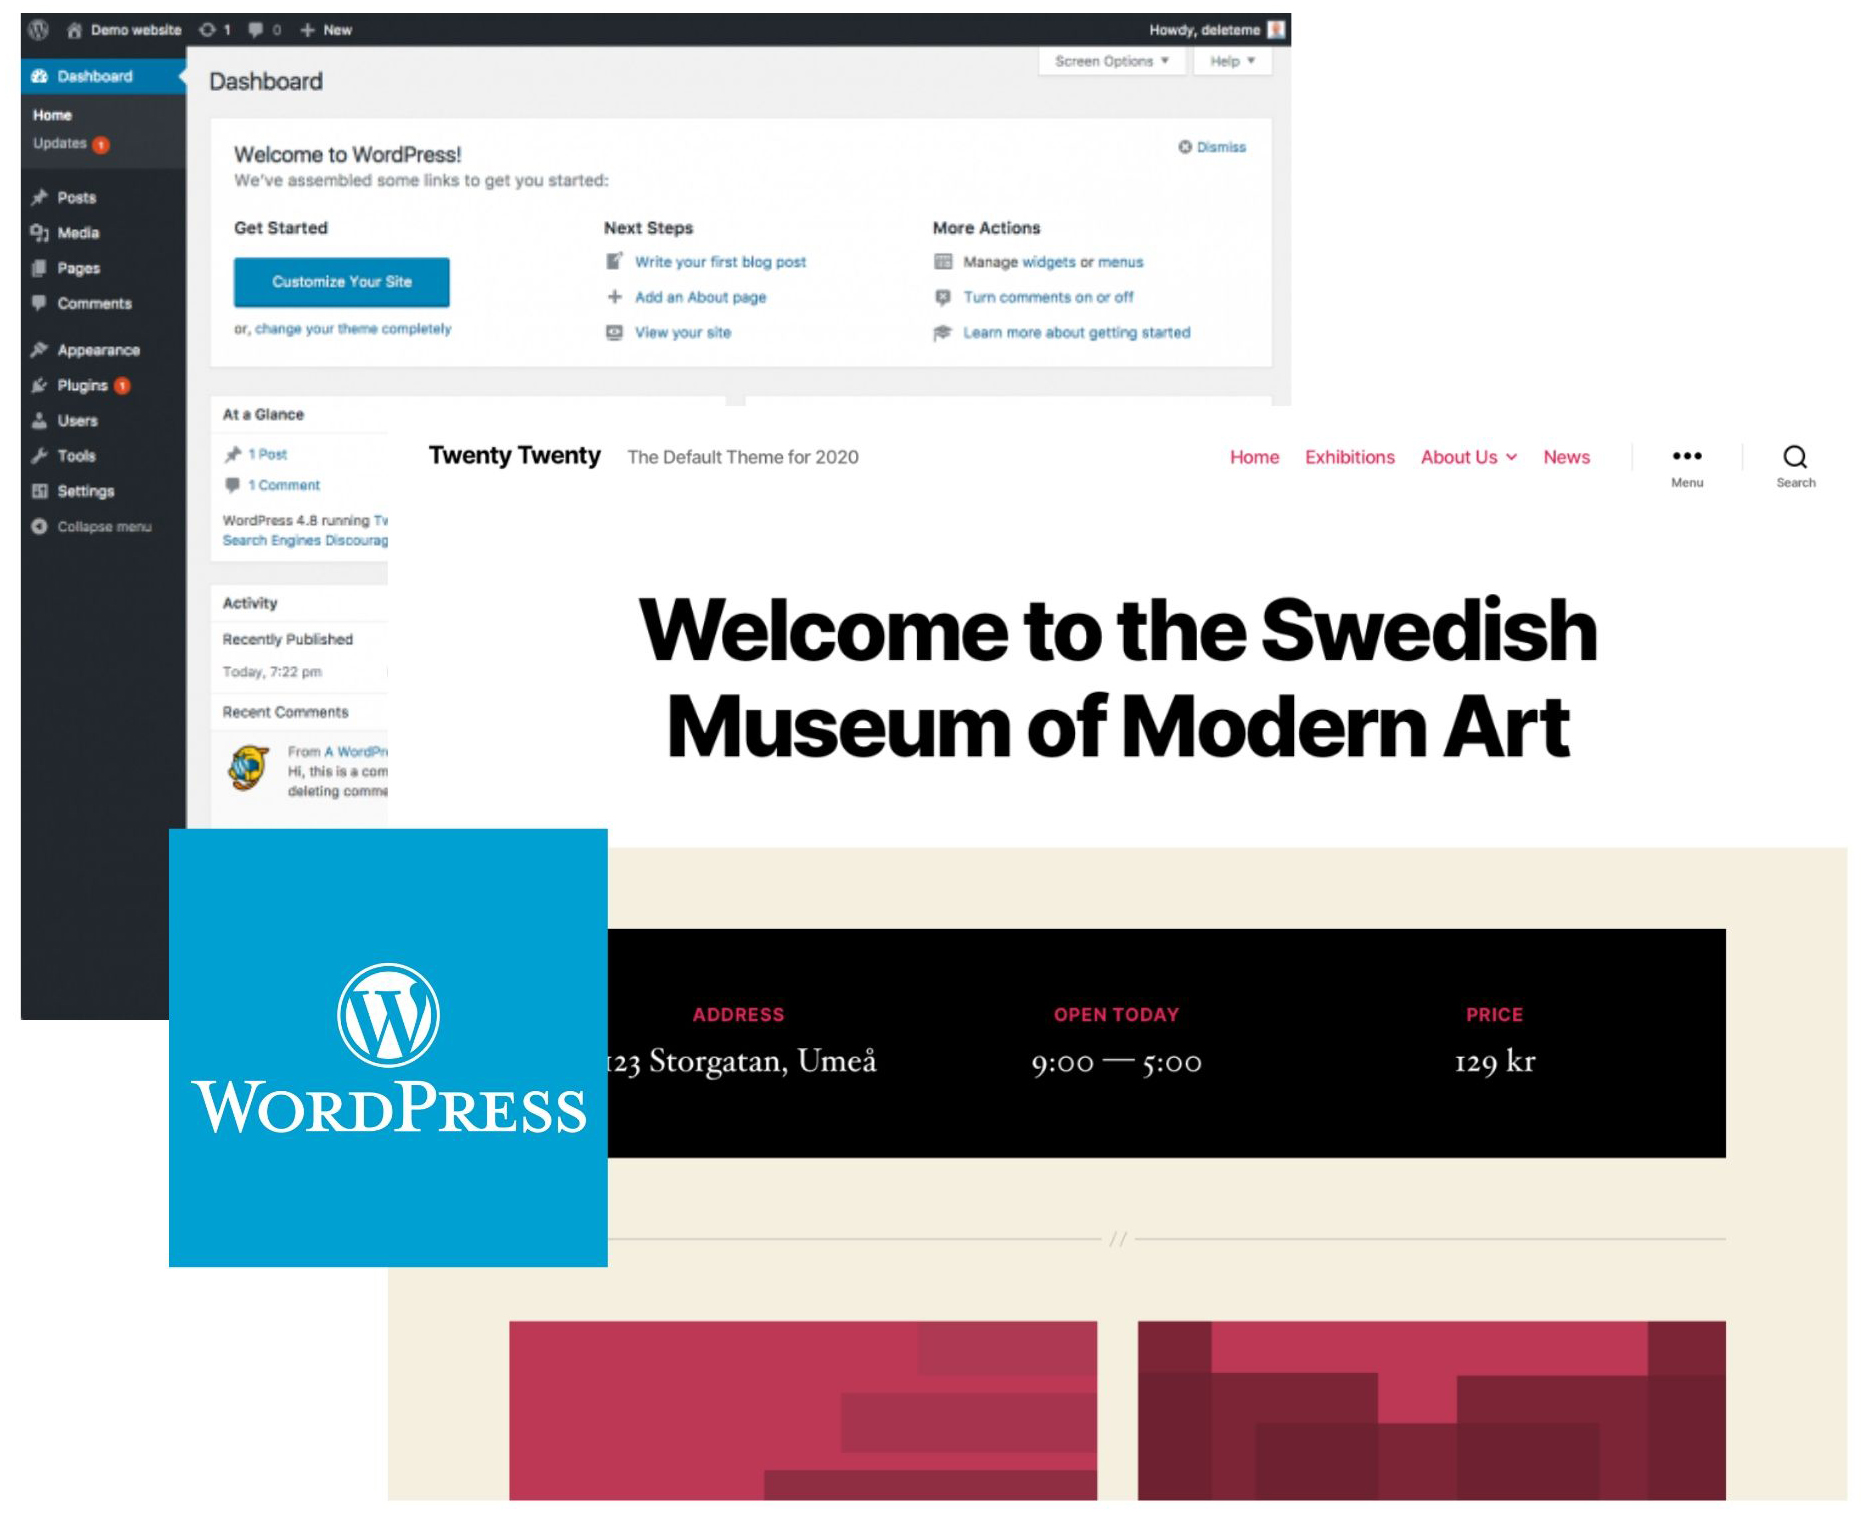 Demo website 1 0 + New
Howdy, deleteme
Dashboard
Home
Updates 1
Posts
Media
Pages
Comments
Appearance
Plugins 1
Users
Tools
Settings
Collapse menu
Dashboard
Screen Options ▼ Help ▼
Welcome to WordPress!
We've assembled some links to get you started:
Dismiss
Get Started
Customize Your Site
or, change your theme completely
Next Steps
Write your first blog post
Add an About page
View your site
More Actions
Manage widgets or menus
Turn comments on or off
Learn more about getting started
At a Glance
1 Post
1 Comment
WordPress 4.8 running Tw
Search Engines Discourag
Activity
Recently Published
Today, 7:22 pm
Recent Comments
From A WordPre
Hi, this is a com
deleting comme
Twenty Twenty The Default Theme for 2020
Home Exhibitions About Us News
Menu
Search
Welcome to the Swedish
Museum of Modern Art
ADDRESS
123 Storgatan, Umeå
OPEN TODAY
9:00 — 5:00
PRICE
129 kr
//
W
WORDPRESS